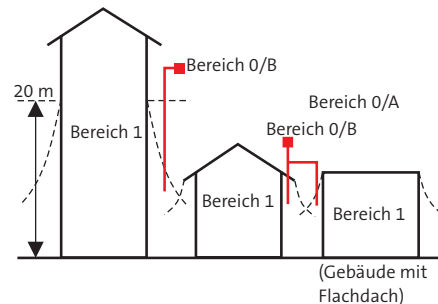 Bereich 0/B
20 m
Bereich 0/A
Bereich 0/B
Bereich 1
Bereich 1
Bereich 1
(Gebäude mit
Flachdach)